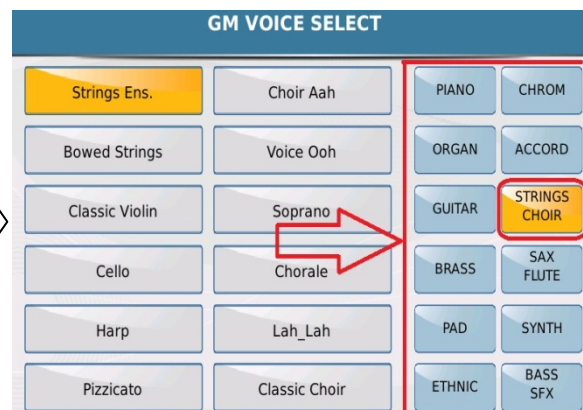 GM VOICE SELECT
Strings Ens.
Choir Aah
PIANO
CHROM
Bowed Strings
Voice Ooh
ORGAN
ACCORD
Classic Violin
Soprano
GUITAR
STRINGS
CHOIR
Cello
Chorale
BRASS
SAX
FLUTE
Harp
Lah_Lah
PAD
SYNTH
Pizzicato
Classic Choir
ETHNIC
BASS
SFX